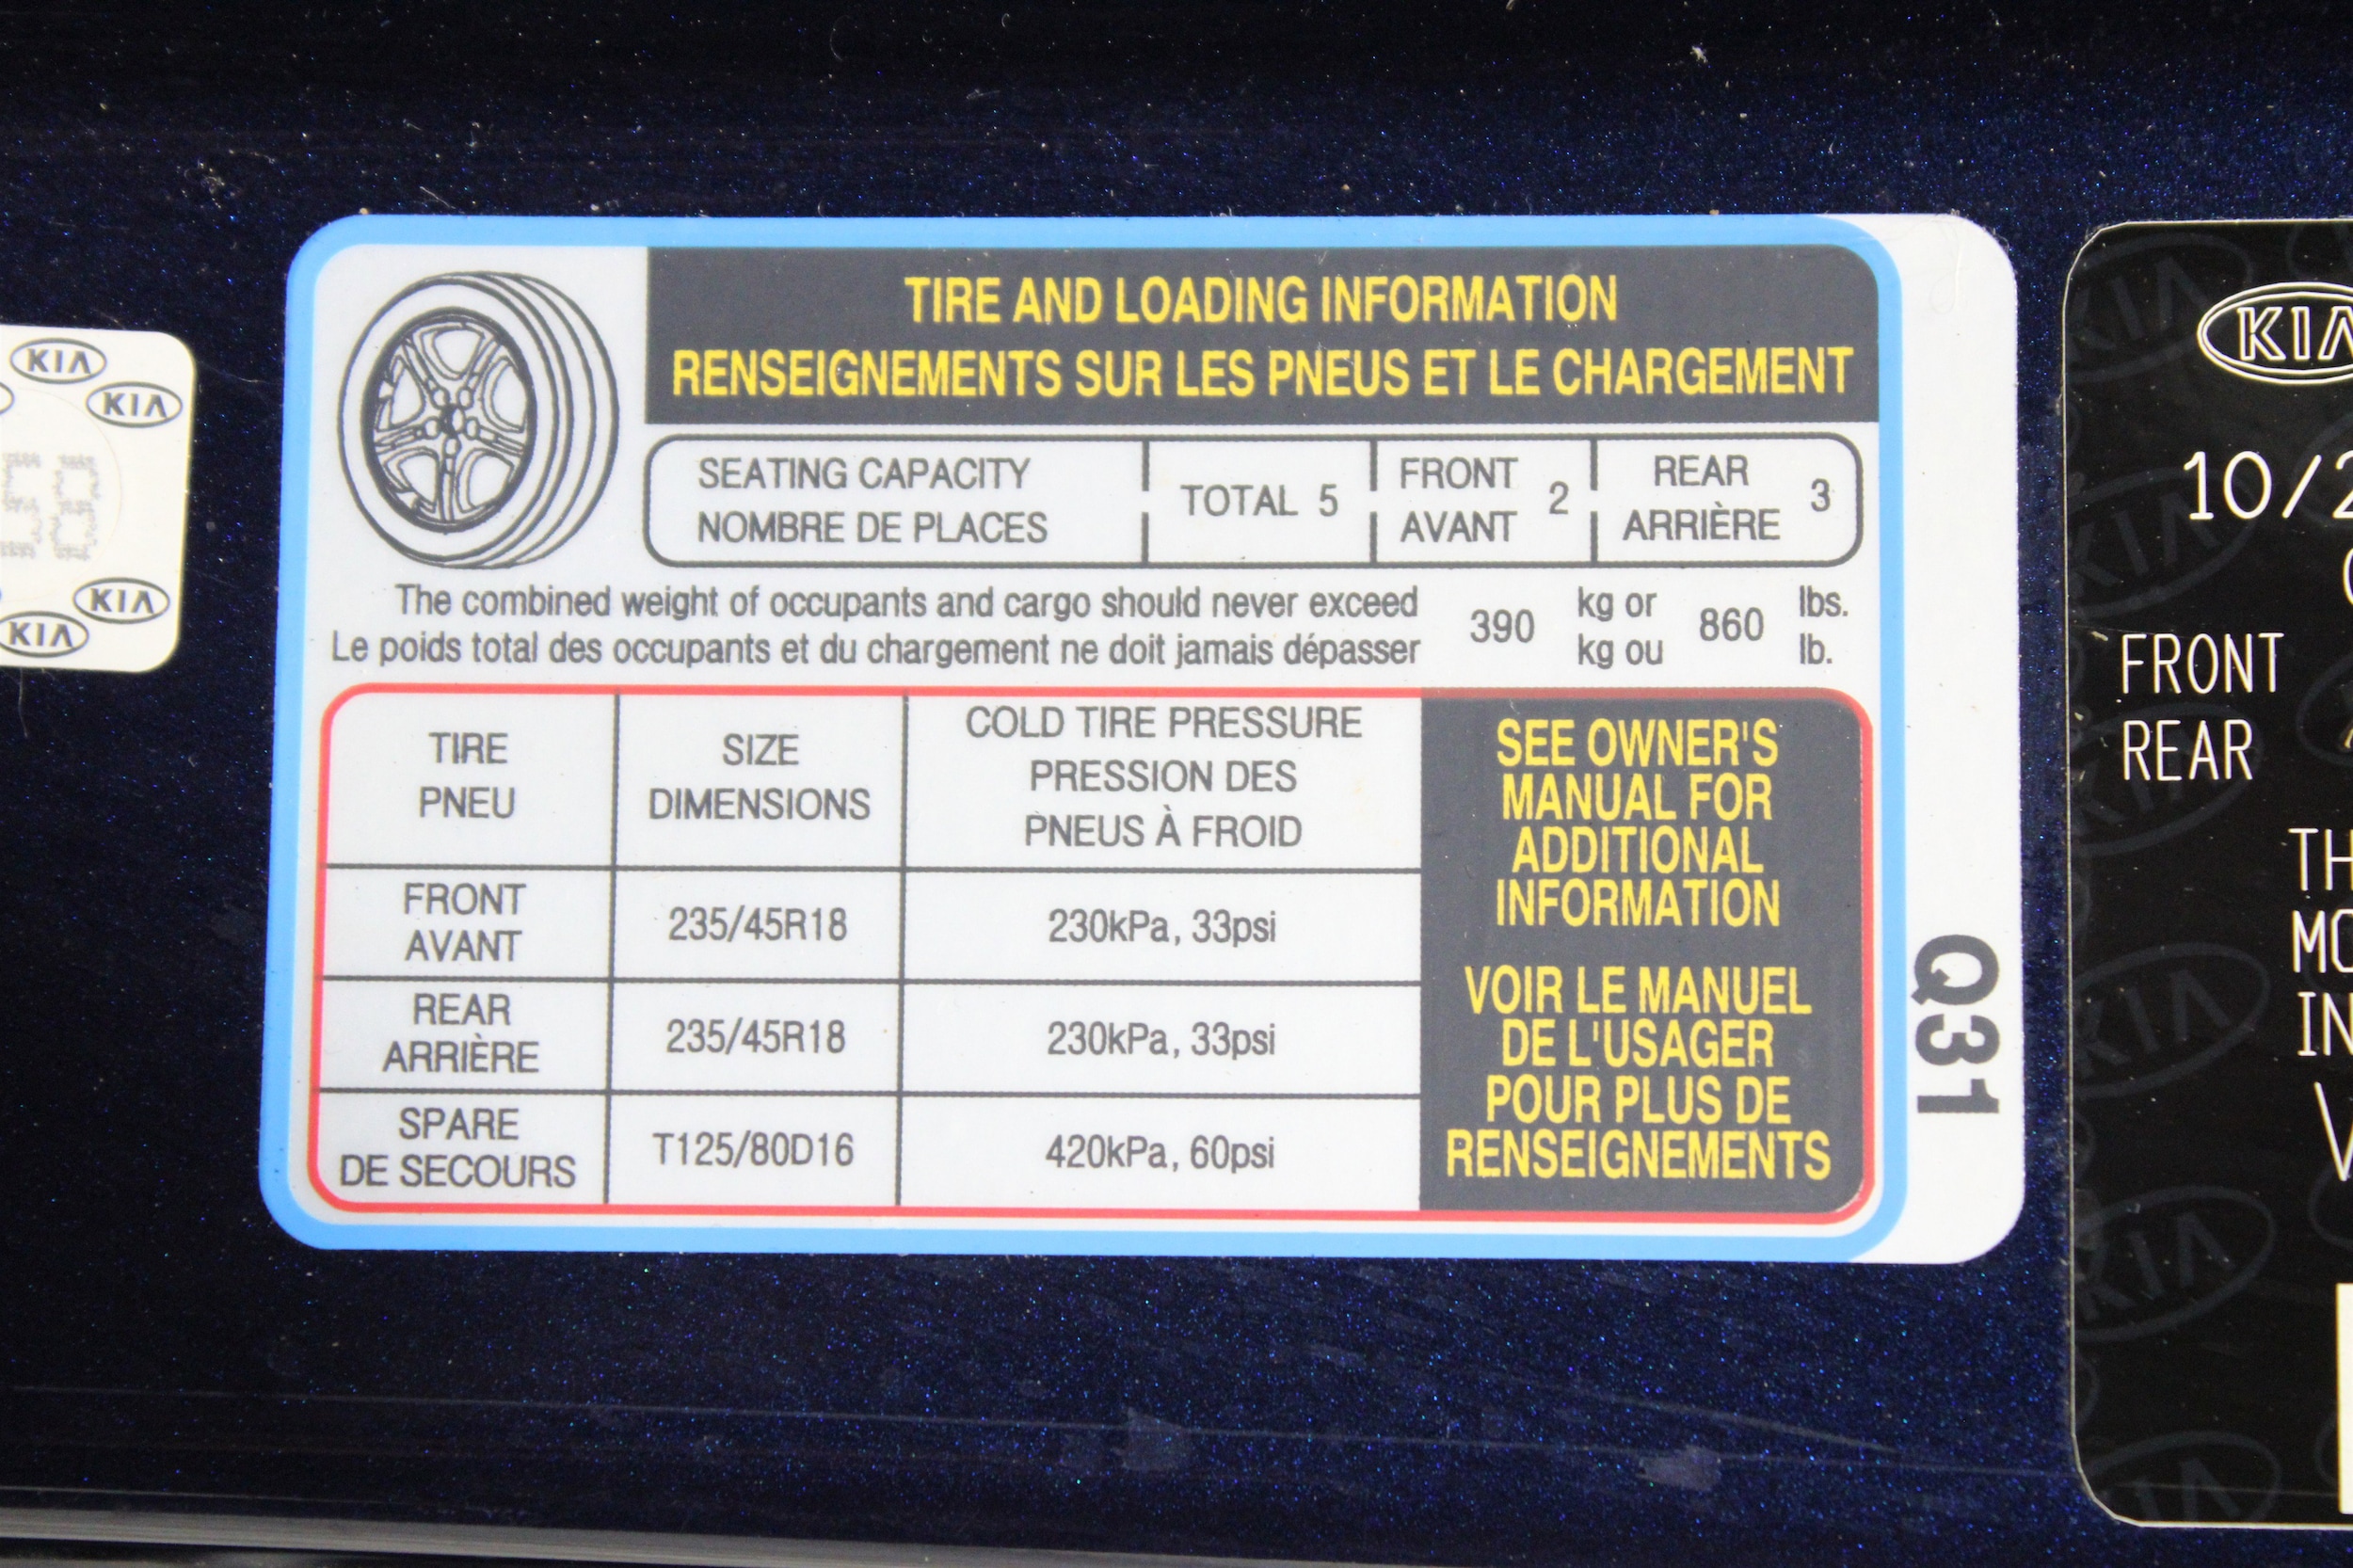 KIA
KIA
KIA
KIA
TIRE AND LOADING INFORMATION
RENSEIGNEMENTS SUR LES PNEUS ET LE CHARGEMENT
SEATING CAPACITY
NOMBRE DE PLACES
TOTAL 5
FRONT
AVANT
2
REAR
ARRIÈRE
3
The combined weight of occupants and cargo should never exceed
Le poids total des occupants et du chargement ne doit jamais dépasser
390
kg or
kg ou
860
lbs.
lb.
TIRE
PNEU
SIZE
DIMENSIONS
COLD TIRE PRESSURE
PRESSION DES
PNEUS À FROID
FRONT
AVANT
235/45R18
230kPa, 33psi
REAR
ARRIÈRE
235/45R18
230kPa, 33psi
SPARE
DE SECOURS
T125/80D16
420kPa, 60psi
SEE OWNER'S
MANUAL FOR
ADDITIONAL
INFORMATION
VOIR LE MANUEL
DE L'USAGER
POUR PLUS DE
RENSEIGNEMENTS
Q31
KIA
10/2
FRONT
REAR
TH
MO
IN
V